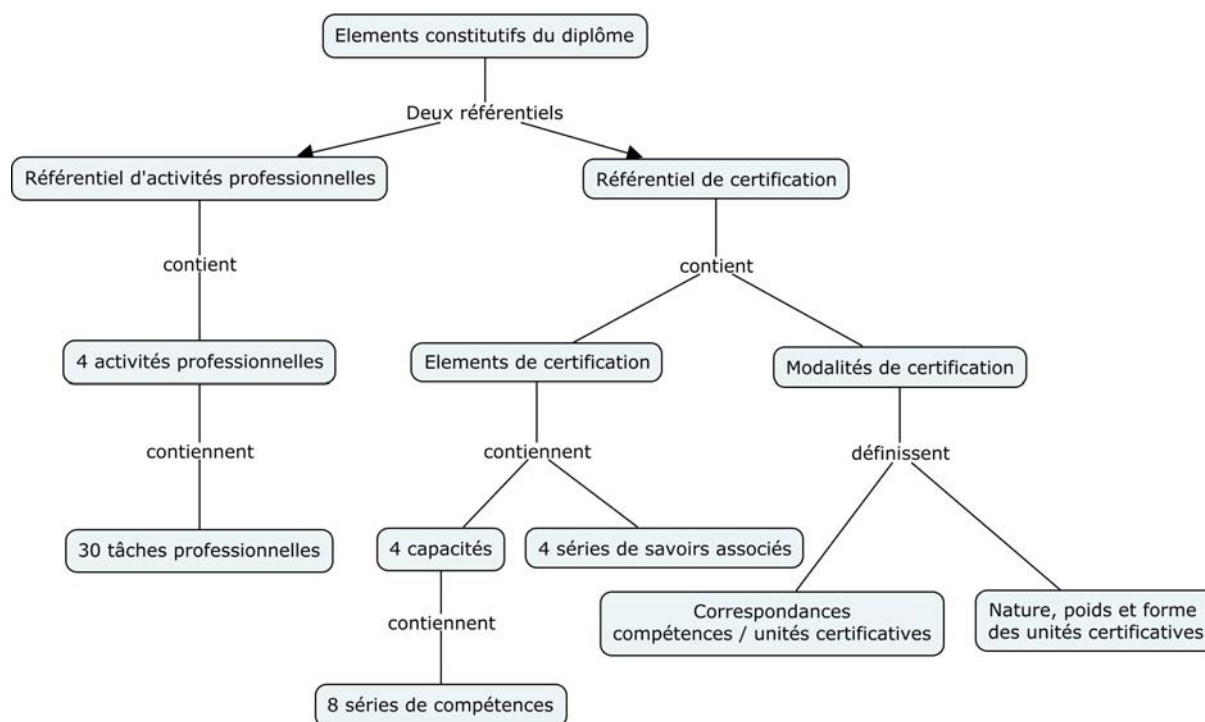 Elements constitutifs du diplôme
Deux référentiels
Référentiel d'activités professionnelles
Référentiel de certification
contient
contient
4 activités professionnelles
Elements de certification
Modalités de certification
contiennent
contiennent
définissent
30 tâches professionnelles
4 capacités
4 séries de savoirs associés
Correspondances
compétences / unités certificatives
Nature, poids et forme
des unités certificatives
contiennent
8 séries de compétences